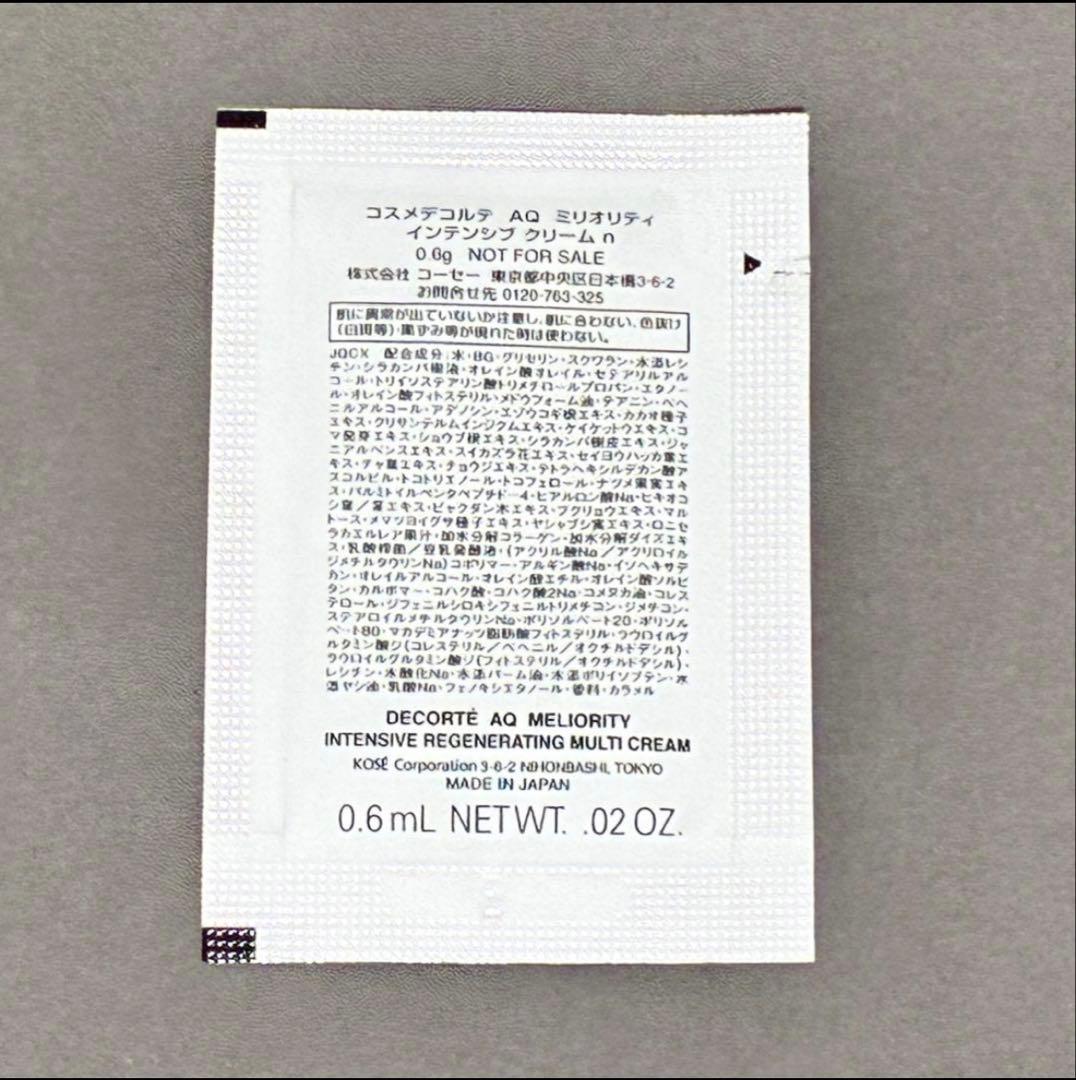 コスメデコルテ AQ ミリオリティ
インテンシブ クリーム n
0.6g NOT FOR SALE
株式会社 コーセー 東京都中央区日本橋3-6-2
お問合せ先 0120-763-325
肌に異常が出ていないか注意し、肌に合わない、色抜け
(白斑等)・黒ずみ等が現れた時は使わない。
JQCX 配合成分:水・BG・グリセリン・スクワラン・水添レシ
チン・シラカンバ樹液・オレイン酸オレイル・セテアリルアル
コール・トリイソステアリン酸トリメチロールプロパン・エタノー
ル・オレイン酸フィトステリル・メドウフォーム油・テアニン・ベヘ
ニルアルコール・アデノシン・エゾウコギ根エキス・カカオ種子
エキス・クリサンテルムインジクムエキス・ケイケットウエキス・ゴ
マ発芽エキス・ショウブ根エキス・シラカンバ樹皮エキス・ジャ
ニアルベンスエキス・スイカズラ花エキス・セイヨウハッカ葉エ
キス・チャ葉エキス・チョウジエキス・テトラヘキシルデカン酸ア
スコルビル・トコトリエノール・トコフェロール・ナツメ果実エキ
ス・パルミトイルペンタペプチド-4・ヒアルロン酸Na・ヒキオコ
シ葉/茎エキス・ビャクダン木エキス・ブクリョウエキス・マル
トース・メマツヨイグサ種子エキス・ヤシャブシ実エキス・ロニセ
ラカエルレア果汁・加水分解コラーゲン・加水分解ダイズエキ
ス・乳酸桿菌/豆乳発酵液・(アクリル酸Na/アクリロイル
ジメチルタウリンNa)コポリマー・アルギン酸Na・イソヘキサデ
カン・オレイルアルコール・オレイン酸エチル・オレイン酸ソルビ
タン・カルボマー・コハク酸・コハク酸2Na・コメヌカ油・コレス
テロール・ジフェニルシロキシフェニルトリメチコン・ジメチコン・
ステアロイルメチルタウリンNa・ポリソルベート20・ポリソル
ベート80・マカデミアナッツ脂肪酸フィトステリル・ラウロイルグ
ルタミン酸ジ(コレステリル/ベヘニル/オクチルドデシル)・
ラウロイルグルタミン酸ジ(フィトステリル/オクチルドデシル)・
レシチン・水酸化Na・水添パーム油・水添ポリイソブテン・水
添ヤシ油・乳酸Na・フェノキシエタノール・香料・カラメル
DECORTÉ AQ MELIORITY
INTENSIVE REGENERATING MULTI CREAM
KOSÉ Corporation 3-6-2 NIHONBASHI, TOKYO
MADE IN JAPAN
0.6 mL NET WT. .02 OZ.